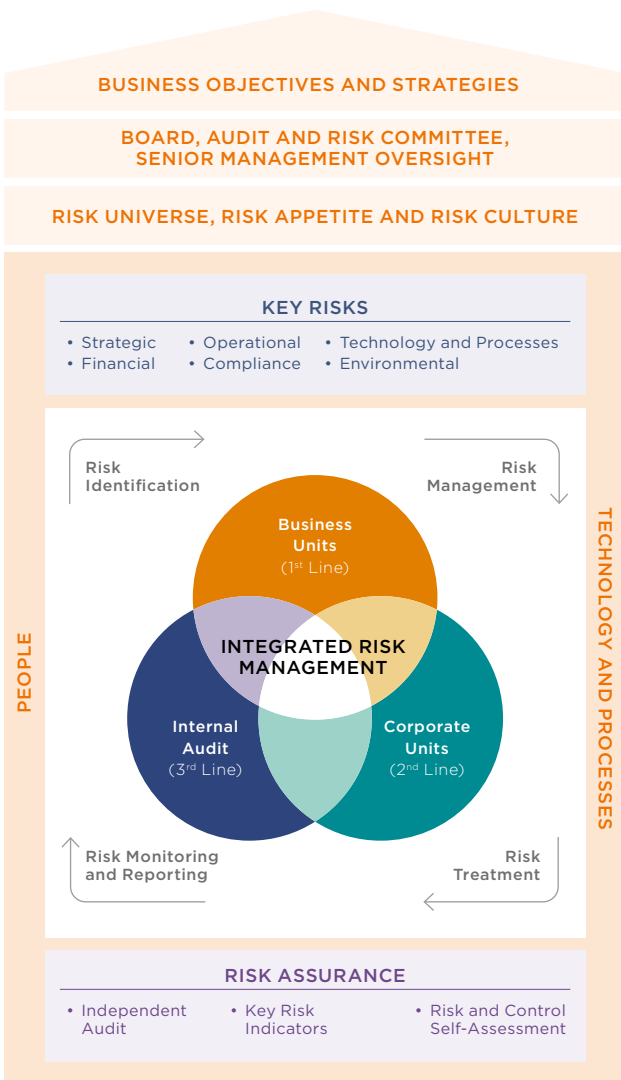 BUSINESS OBJECTIVES AND STRATEGIES
BOARD, AUDIT AND RISK COMMITTEE,
SENIOR MANAGEMENT OVERSIGHT
RISK UNIVERSE, RISK APPETITE AND RISK CULTURE
KEY RISKS
• Strategic • Operational • Technology and Processes
• Financial • Compliance • Environmental
Risk
Identification
Risk
Management
Business
Units
(1st Line)
INTEGRATED RISK
MANAGEMENT
Internal
Audit
(3rd Line)
Corporate
Units
(2nd Line)
Risk Monitoring
and Reporting
Risk
Treatment
PEOPLE
TECHNOLOGY AND PROCESSES
RISK ASSURANCE
• Independent
Audit
• Key Risk
Indicators
• Risk and Control
Self-Assessment